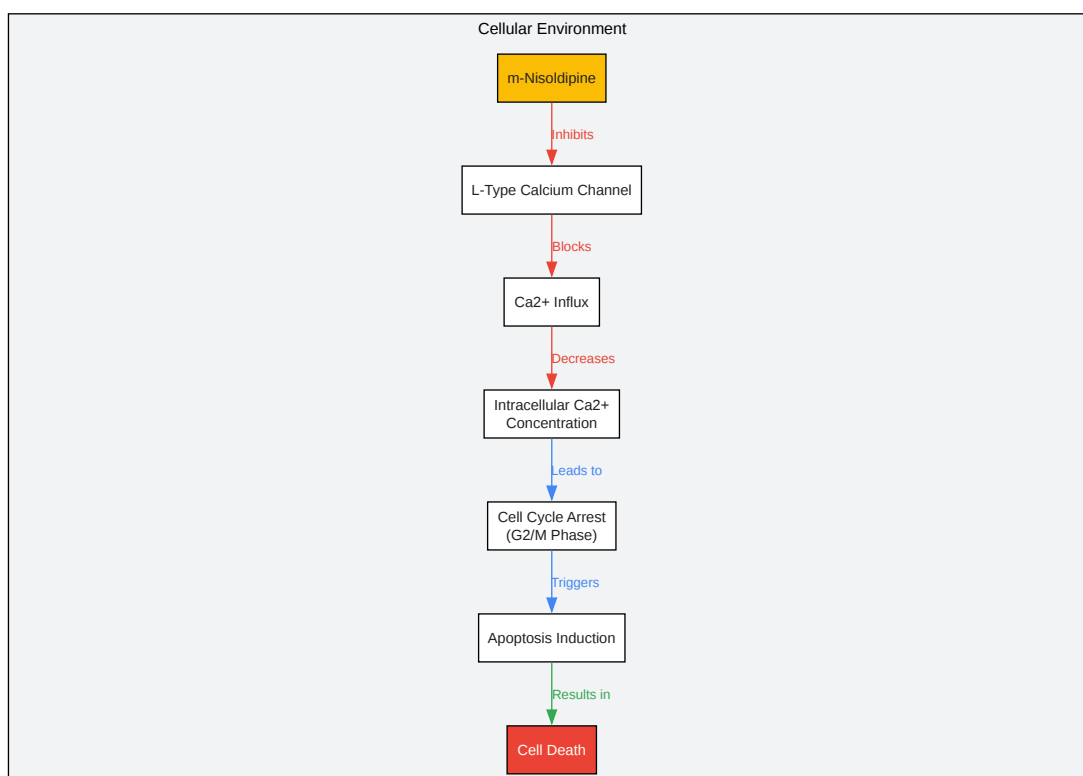 Cellular Environment
m-Nisoldipine
Inhibits
L-Type Calcium Channel
Blocks
Ca2+ Influx
Decreases
Intracellular Ca2+
Concentration
Leads to
Cell Cycle Arrest
(G2/M Phase)
Triggers
Apoptosis Induction
Results in
Cell Death